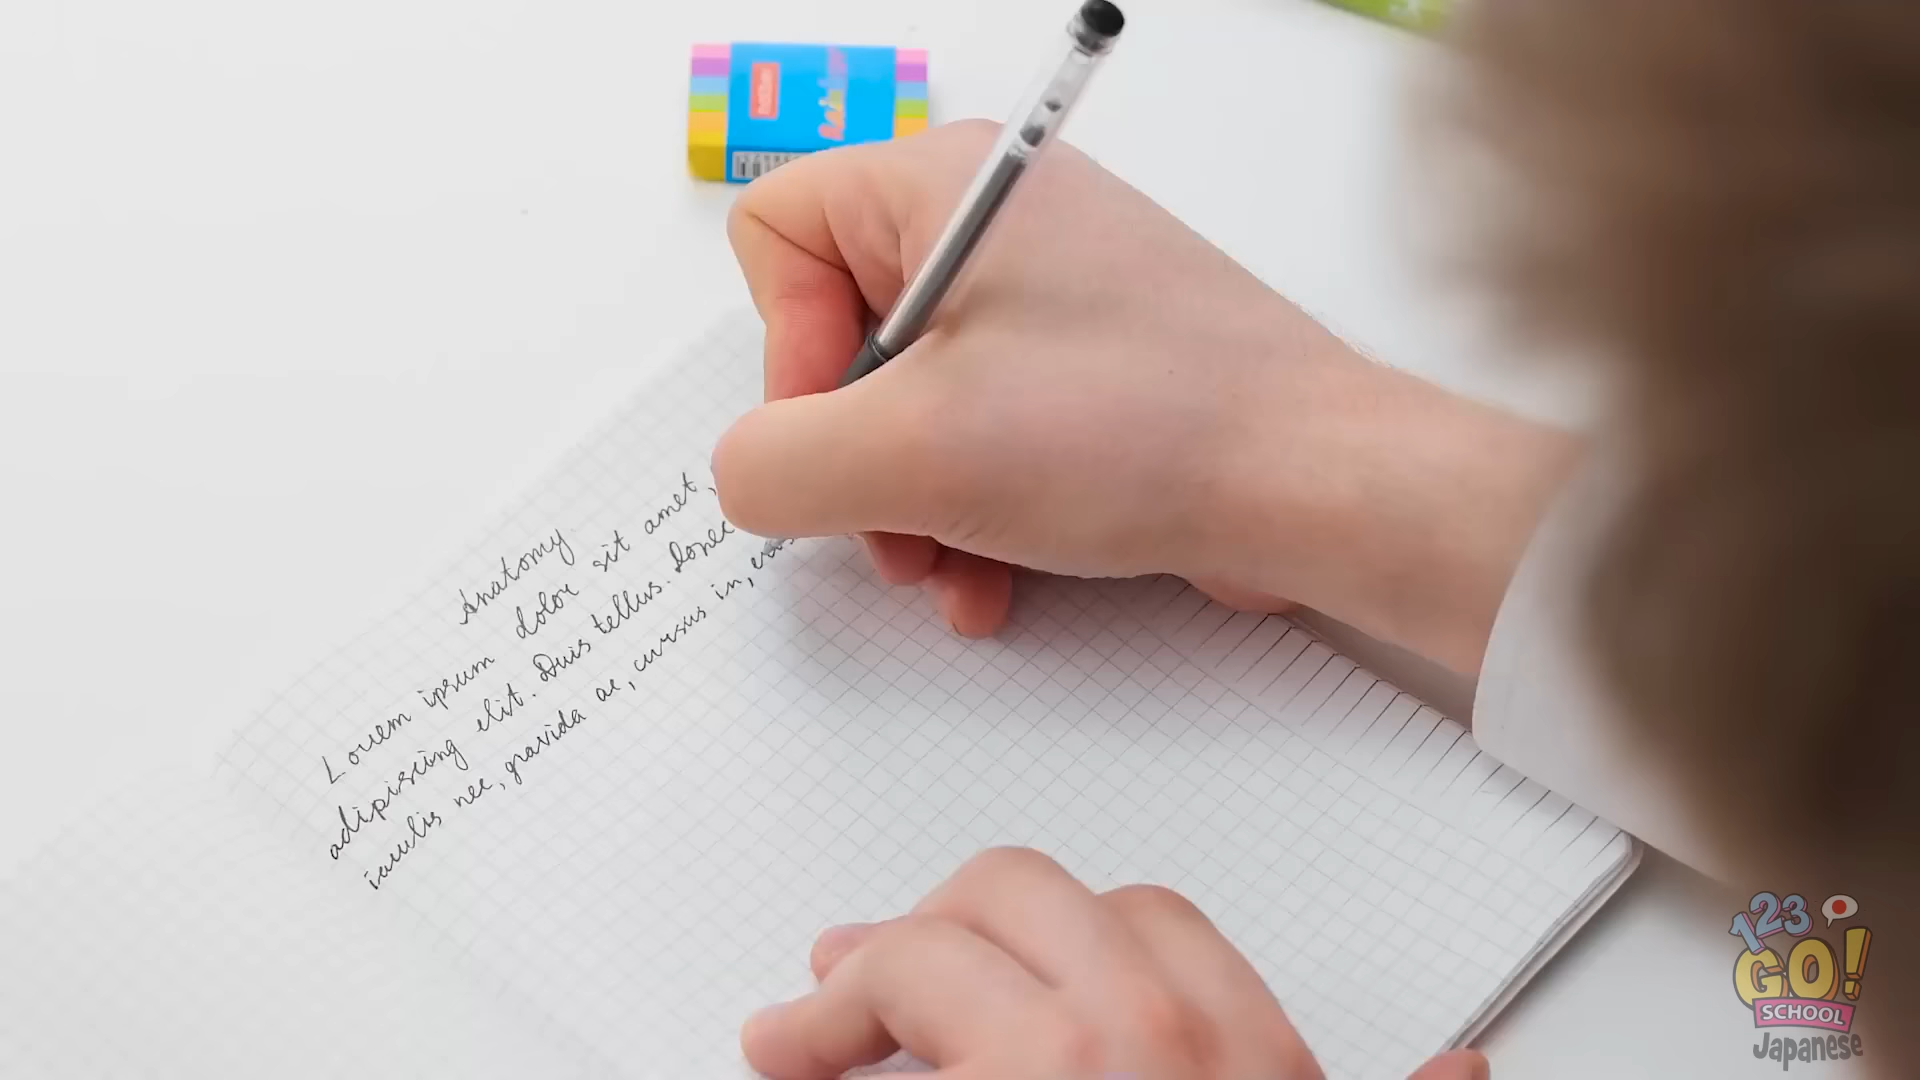 Anatomy
Lorem ipsum dolor sit amet,
adipiscing elit. Duis tellus. Donec
iaculis nec, gravida ac, cursus in, eros
123
GO!
SCHOOL
Japanese